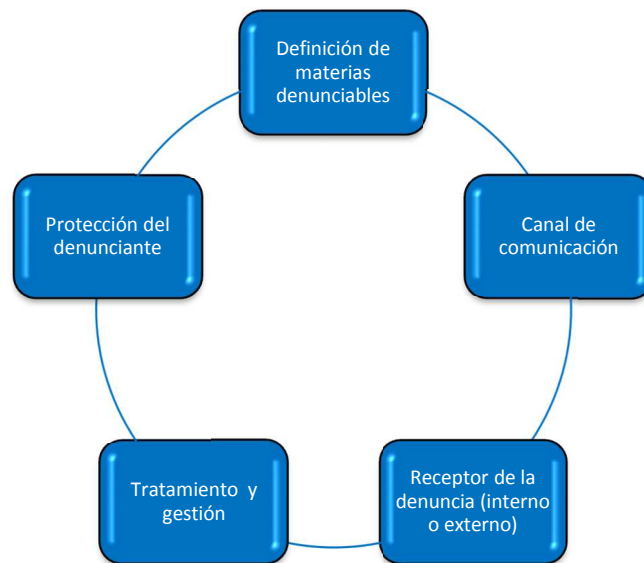 Definición de
materias
denunciables
Canal de
comunicación
Receptor de la
denuncia (interno
o externo)
Tratamiento y
gestión
Protección del
denunciante